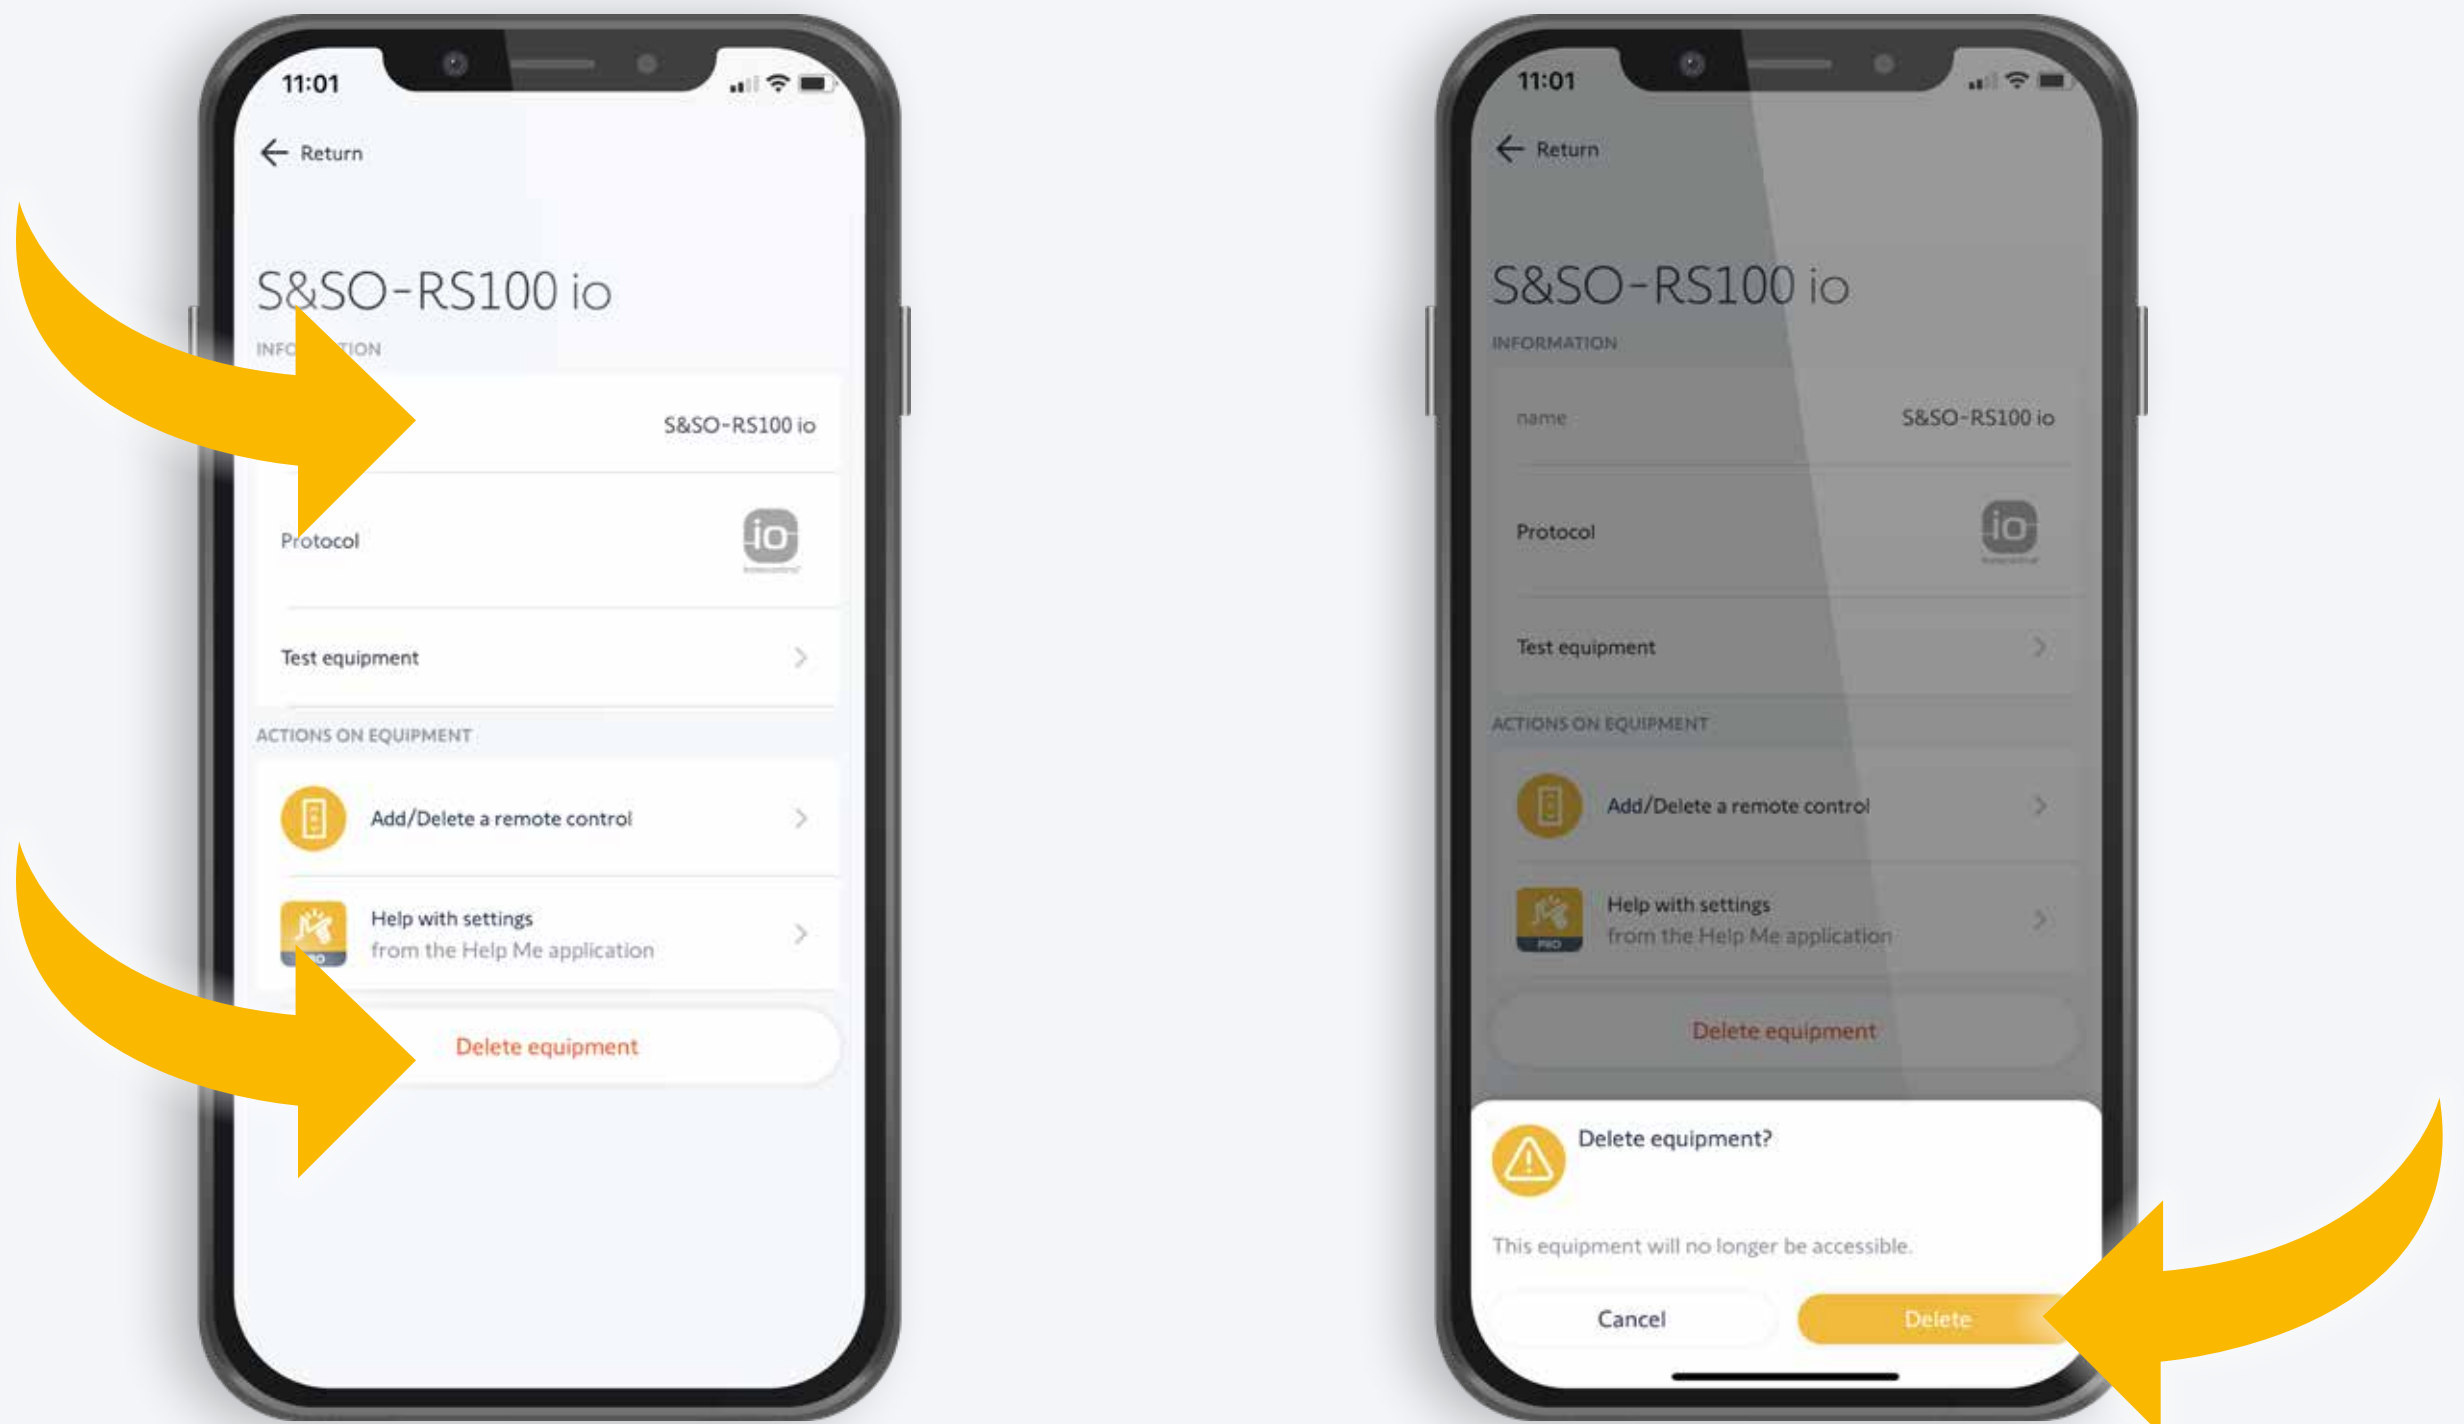 11:01
Return
S&SO-RS100 io
S&SO-RS100 io
Protocol
io
Test equipment
ACTIONS ON EQUIPMENT
Add/Delete a remote control
Help with settings
from the Help Me application
Delete equipment
11:01
Return
S&SO-RS100 io
INFORMATION
name
S&SO-RS100 io
Protocol
io
Test equipment
ACTIONS ON EQUIPMENT
Add/Delete a remote control
Help with settings
from the Help Me application
PRO
Delete equipment
Delete equipment?
This equipment will no longer be accessible.
Cancel
Delete